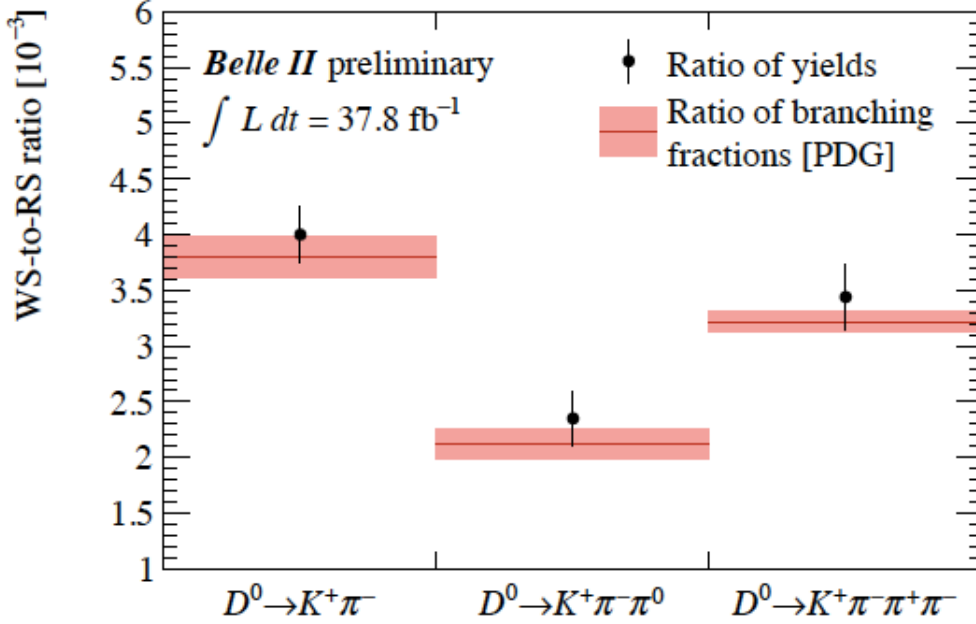 WS-to-RS ratio [10⁻³]
6
5.5
5
4.5
4
3.5
3
2.5
2
1.5
1
Belle II preliminary
∫ L dt = 37.8 fb⁻¹
Ratio of yields
Ratio of branching
fractions [PDG]
D⁰→K⁺π⁻
D⁰→K⁺π⁻π⁰
D⁰→K⁺π⁻π⁺π⁻